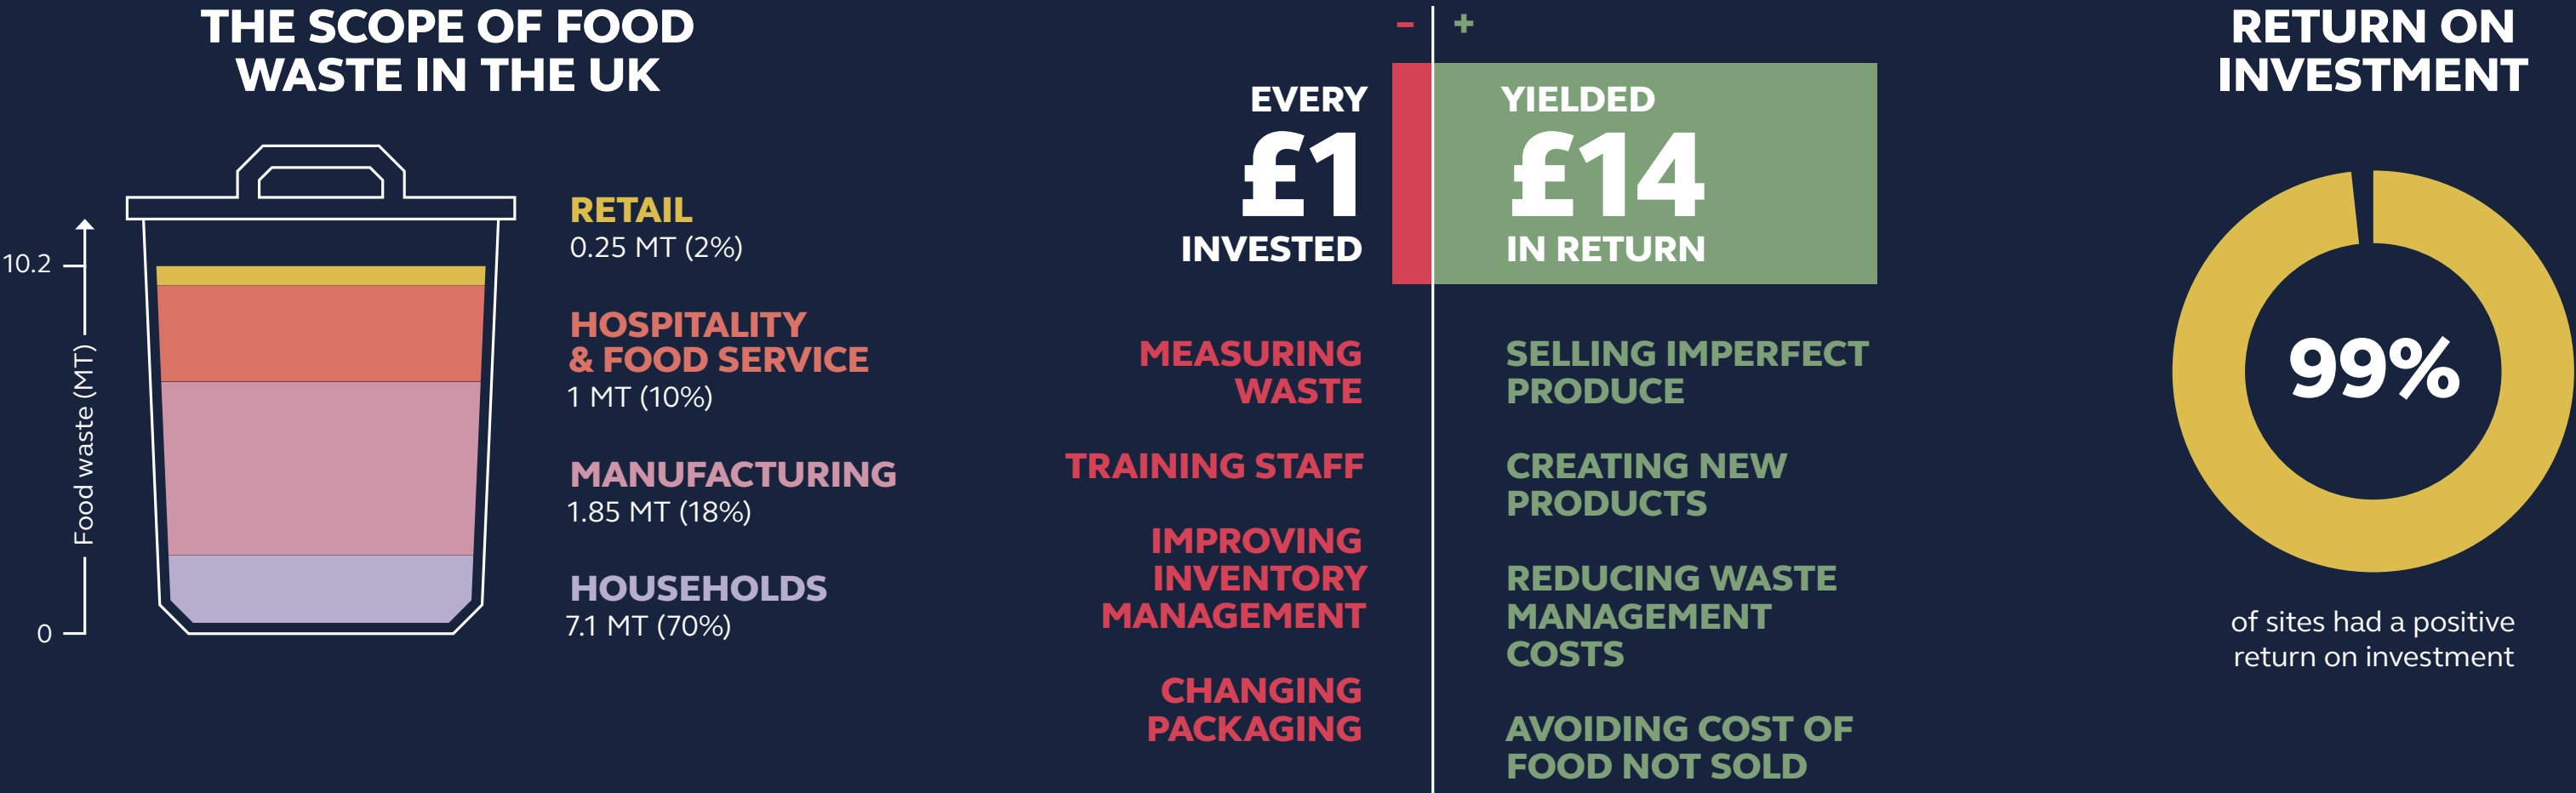 THE SCOPE OF FOOD
WASTE IN THE UK
10.2
Food waste (MT)
0
RETAIL
0.25 MT (2%)
HOSPITALITY
& FOOD SERVICE
1 MT (10%)
MANUFACTURING
1.85 MT (18%)
HOUSEHOLDS
7.1 MT (70%)
– +
EVERY
£1
INVESTED
YIELDED
£14
IN RETURN
MEASURING
WASTE
TRAINING STAFF
IMPROVING
INVENTORY
MANAGEMENT
CHANGING
PACKAGING
SELLING IMPERFECT
PRODUCE
CREATING NEW
PRODUCTS
REDUCING WASTE
MANAGEMENT
COSTS
AVOIDING COST OF
FOOD NOT SOLD
RETURN ON
INVESTMENT
99%
of sites had a positive
return on investment